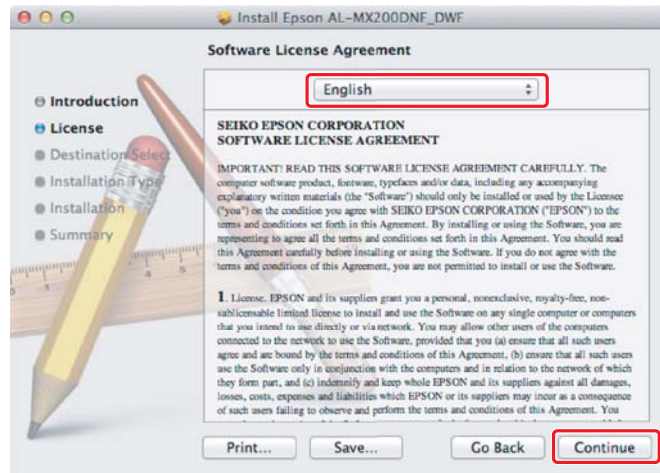 Install Epson AL-MX200DNF_DWF
Software License Agreement
English
Introduction
License
Destination Select
Installation Type
Installation
Summary
SEIKO EPSON CORPORATION
SOFTWARE LICENSE AGREEMENT
IMPORTANT! READ THIS SOFTWARE LICENSE AGREEMENT CAREFULLY. The
computer software product, fontware, typefaces and/or data, including any accompanying
explanatory written materials (the "Software") should only be installed or used by the Licensee
("you") on the condition you agree with SEIKO EPSON CORPORATION ("EPSON") to the
terms and conditions set forth in this Agreement. By installing or using the Software, you are
representing to agree all the terms and conditions set forth in this Agreement. You should read
this Agreement carefully before installing or using the Software. If you do not agree with the
terms and conditions of this Agreement, you are not permitted to install or use the Software.
1. License. EPSON and its suppliers grant you a personal, nonexclusive, royalty-free, non-
sublicensable limited license to install and use the Software on any single computer or computers
that you intend to use directly or via network. You may allow other users of the computers
connected to the network to use the Software, provided that you (a) ensure that all such users
agree and are bound by the terms and conditions of this Agreement, (b) ensure that all such users
use the Software only in conjunction with the computers and in relation to the network of which
they form part, and (c) indemnify and keep whole EPSON and its suppliers against all damages,
losses, costs, expenses and liabilities which EPSON or its suppliers may incur as a consequence
of such users failing to observe and perform the terms and conditions of this Agreement. You
Print...
Save...
Go Back
Continue